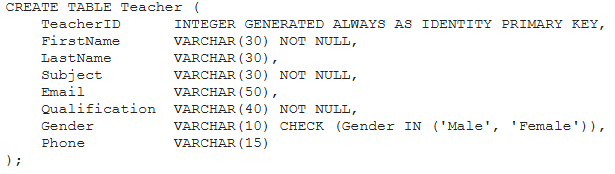 CREATE TABLE Teacher (
    TeacherID      INTEGER GENERATED ALWAYS AS IDENTITY PRIMARY KEY,
    FirstName      VARCHAR(30) NOT NULL,
    LastName       VARCHAR(30),
    Subject        VARCHAR(30) NOT NULL,
    Email          VARCHAR(50),
    Qualification  VARCHAR(40) NOT NULL,
    Gender         VARCHAR(10) CHECK (Gender IN ('Male', 'Female')),
    Phone          VARCHAR(15)
);